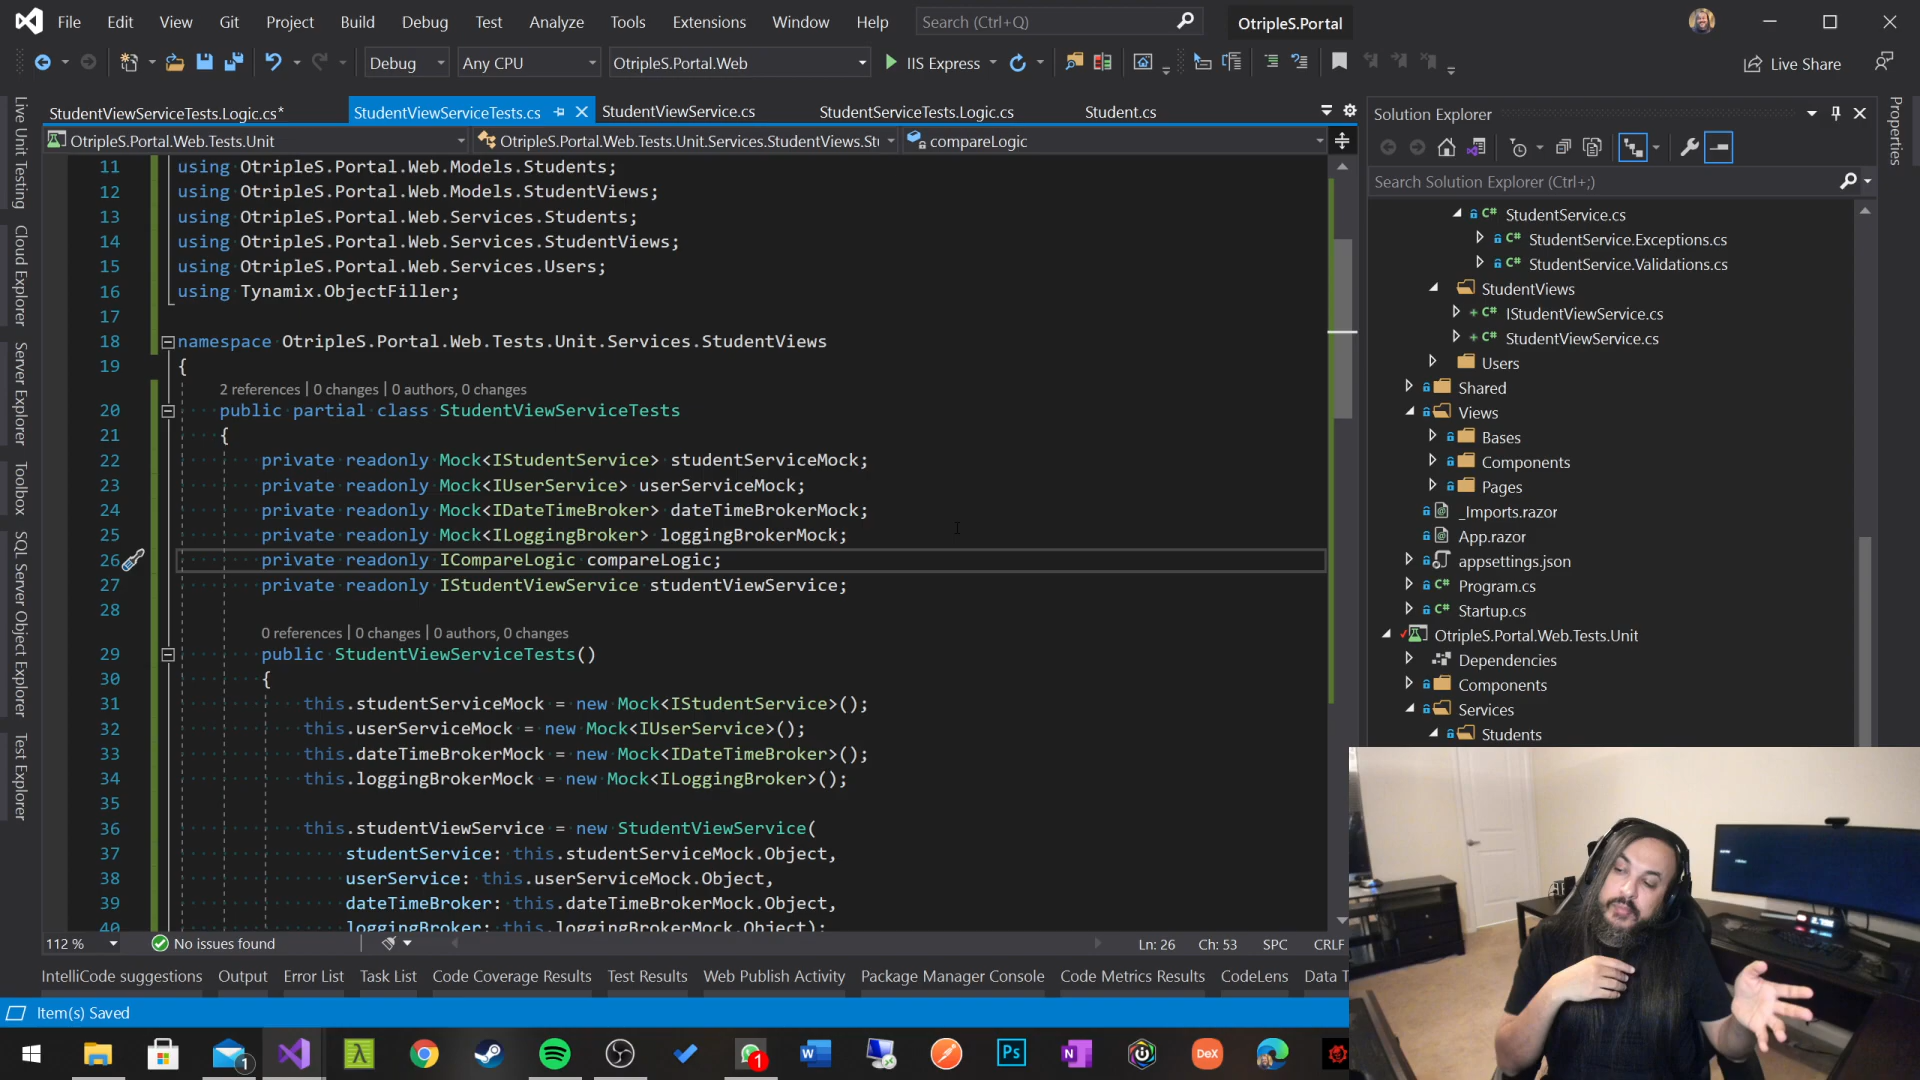 File Edit View Git Project Build Debug Test Analyze Tools Extensions Window Help Search (Ctrl+Q) OtripleS.Portal
Debug Any CPU OtripleS.Portal.Web IIS Express Live Share
StudentViewServiceTests.Logic.cs* StudentViewServiceTests.cs StudentViewService.cs StudentServiceTests.Logic.cs Student.cs
OtripleS.Portal.Web.Tests.Unit OtripleS.Portal.Web.Tests.Unit.Services.StudentViews.St compareLogic
11 using OtripleS.Portal.Web.Models.Students;
12 using OtripleS.Portal.Web.Models.StudentViews;
13 using OtripleS.Portal.Web.Services.Students;
14 using OtripleS.Portal.Web.Services.StudentViews;
15 using OtripleS.Portal.Web.Services.Users;
16 using Tynamix.ObjectFiller;
17
18 namespace OtripleS.Portal.Web.Tests.Unit.Services.StudentViews
19 {
2 references | 0 changes | 0 authors, 0 changes
20 public partial class StudentViewServiceTests
21 {
22 private readonly Mock<IStudentService> studentServiceMock;
23 private readonly Mock<IUserService> userServiceMock;
24 private readonly Mock<IDateTimeBroker> dateTimeBrokerMock;
25 private readonly Mock<ILoggingBroker> loggingBrokerMock;
26 private readonly ICompareLogic compareLogic;
27 private readonly IStudentViewService studentViewService;
28
0 references | 0 changes | 0 authors, 0 changes
29 public StudentViewServiceTests()
30 {
31 this.studentServiceMock = new Mock<IStudentService>();
32 this.userServiceMock = new Mock<IUserService>();
33 this.dateTimeBrokerMock = new Mock<IDateTimeBroker>();
34 this.loggingBrokerMock = new Mock<ILoggingBroker>();
35
36 this.studentViewService = new StudentViewService(
37 studentService: this.studentServiceMock.Object,
38 userService: this.userServiceMock.Object,
39 dateTimeBroker: this.dateTimeBrokerMock.Object,
40 loggingBroker: this.loggingBrokerMock.Object);
112 % No issues found Ln: 26 Ch: 53 SPC CRLF
IntelliCode suggestions Output Error List Task List Code Coverage Results Test Results Web Publish Activity Package Manager Console Code Metrics Results CodeLens Data T
Item(s) Saved
Live Unit Testing
Cloud Explorer
Server Explorer
Toolbox
SQL Server Object Explorer
Test Explorer
Solution Explorer
Search Solution Explorer (Ctrl+;)
C# StudentService.cs
C# StudentService.Exceptions.cs
C# StudentService.Validations.cs
StudentViews
C# IStudentViewService.cs
C# StudentViewService.cs
Users
Shared
Views
Bases
Components
Pages
_Imports.razor
App.razor
appsettings.json
C# Program.cs
C# Startup.cs
OtripleS.Portal.Web.Tests.Unit
Dependencies
Components
Services
Students
Properties
1
1
Ps
N
DeX